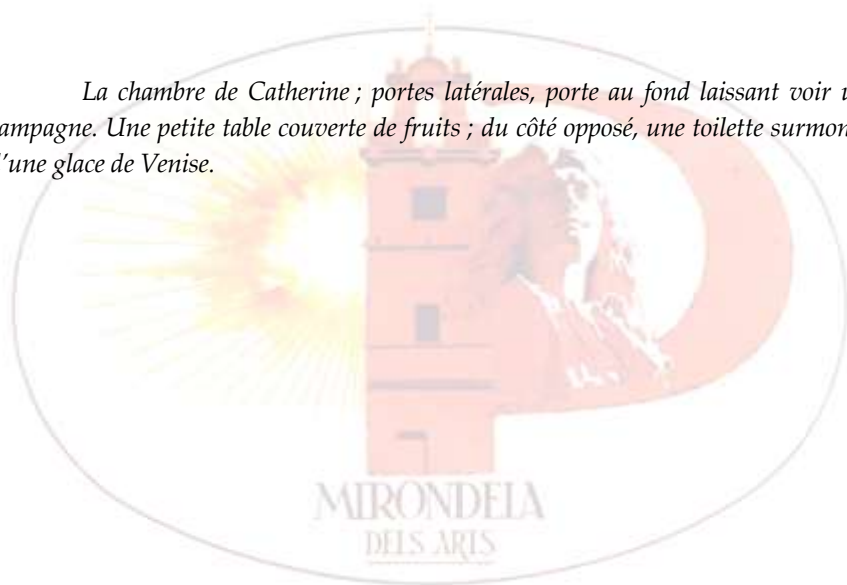 La chambre de Catherine ; portes latérales, porte au fond laissant voir
ampagne. Une petite table couverte de fruits ; du côté opposé, une toilette
'une glace de Venise.
MIRONDELA
DELS ARTS